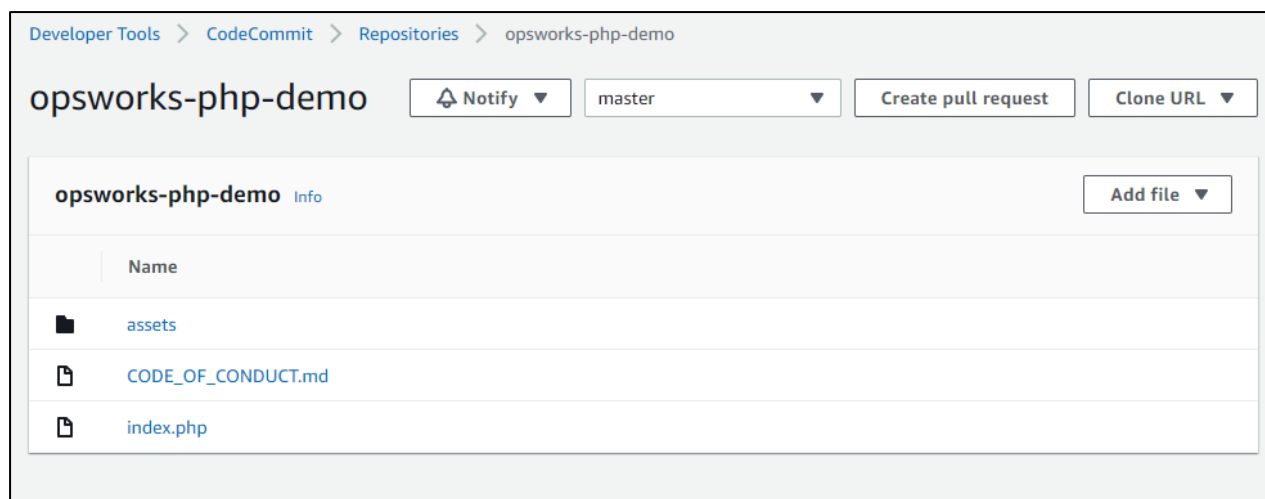 Developer Tools > CodeCommit > Repositories > opsworks-php-demo
opsworks-php-demo Notify master Create pull request Clone URL
opsworks-php-demo Info Add file
Name
assets
CODE_OF_CONDUCT.md
index.php